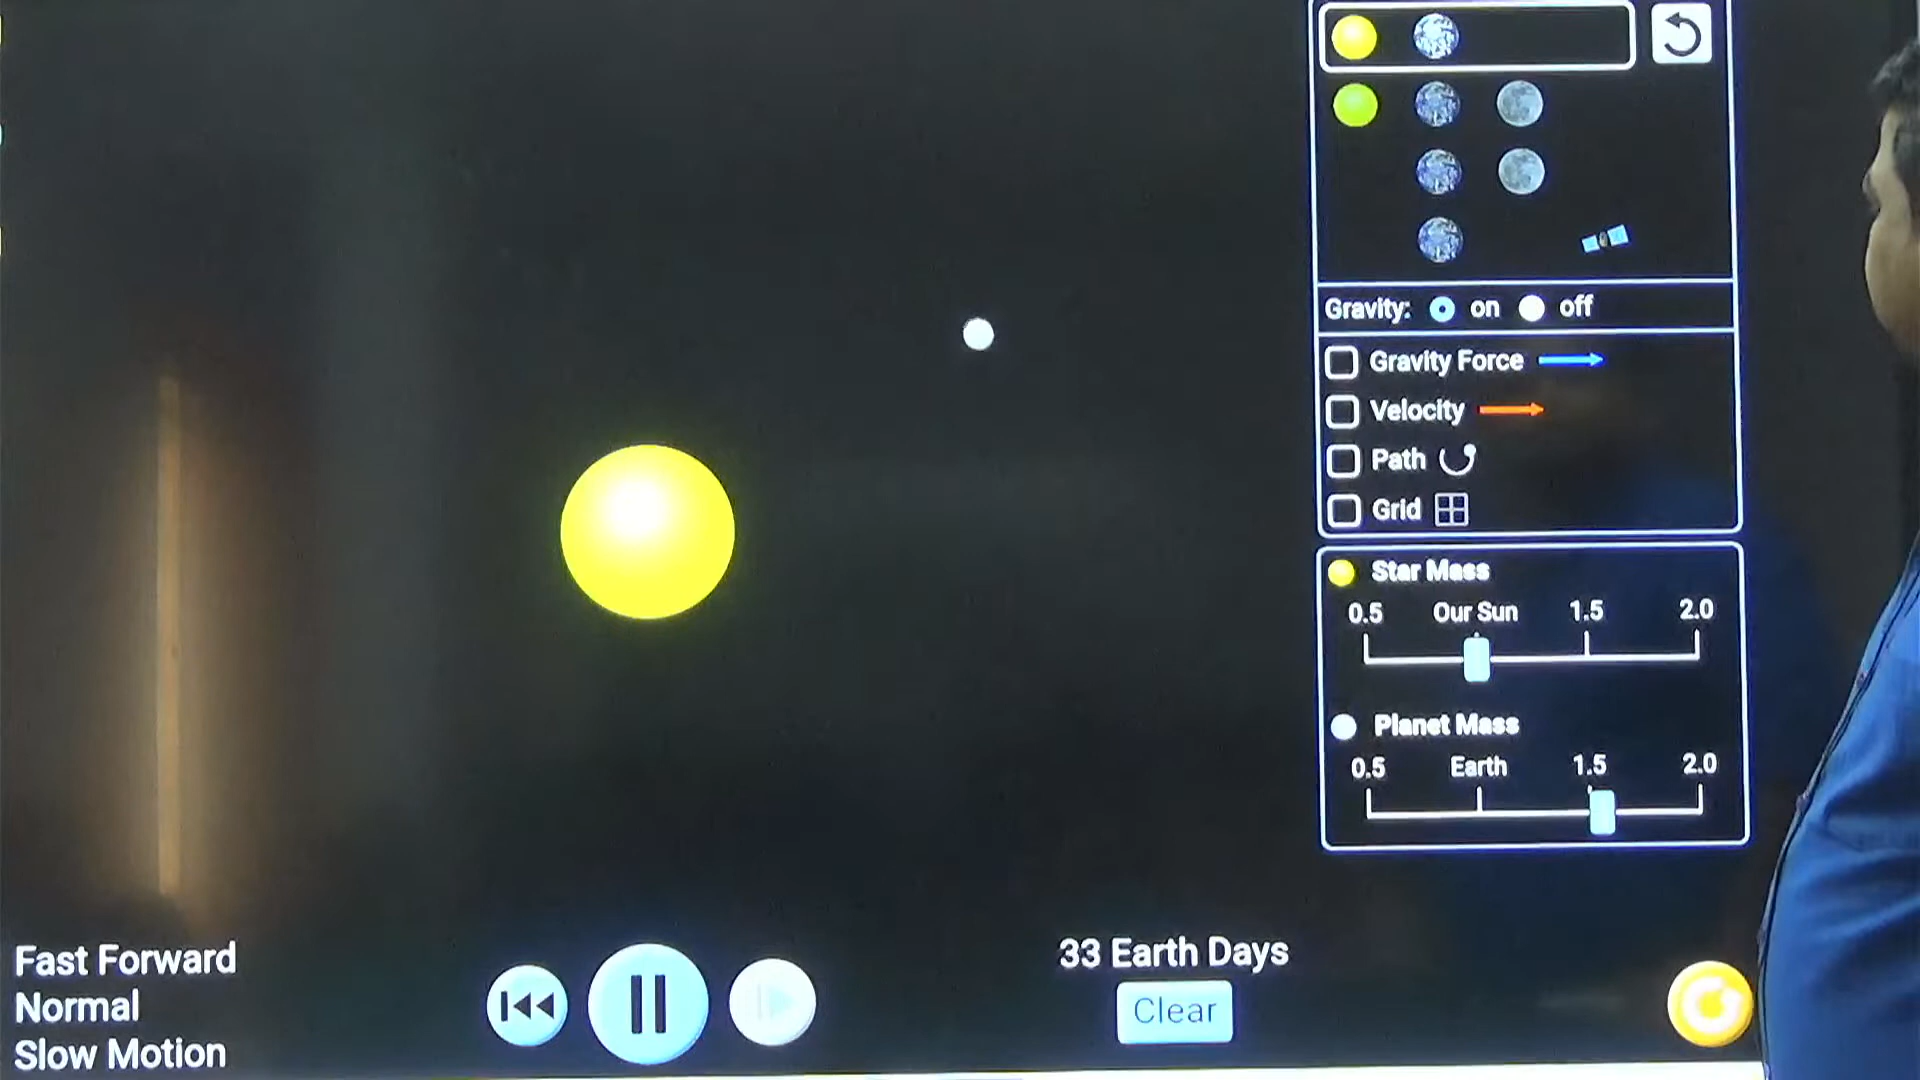 Gravity: on off
Gravity Force
Velocity
Path
Grid
Star Mass
0.5 Our Sun 1.5 2.0
Planet Mass
0.5 Earth 1.5 2.0
Fast Forward
Normal
Slow Motion
33 Earth Days
Clear